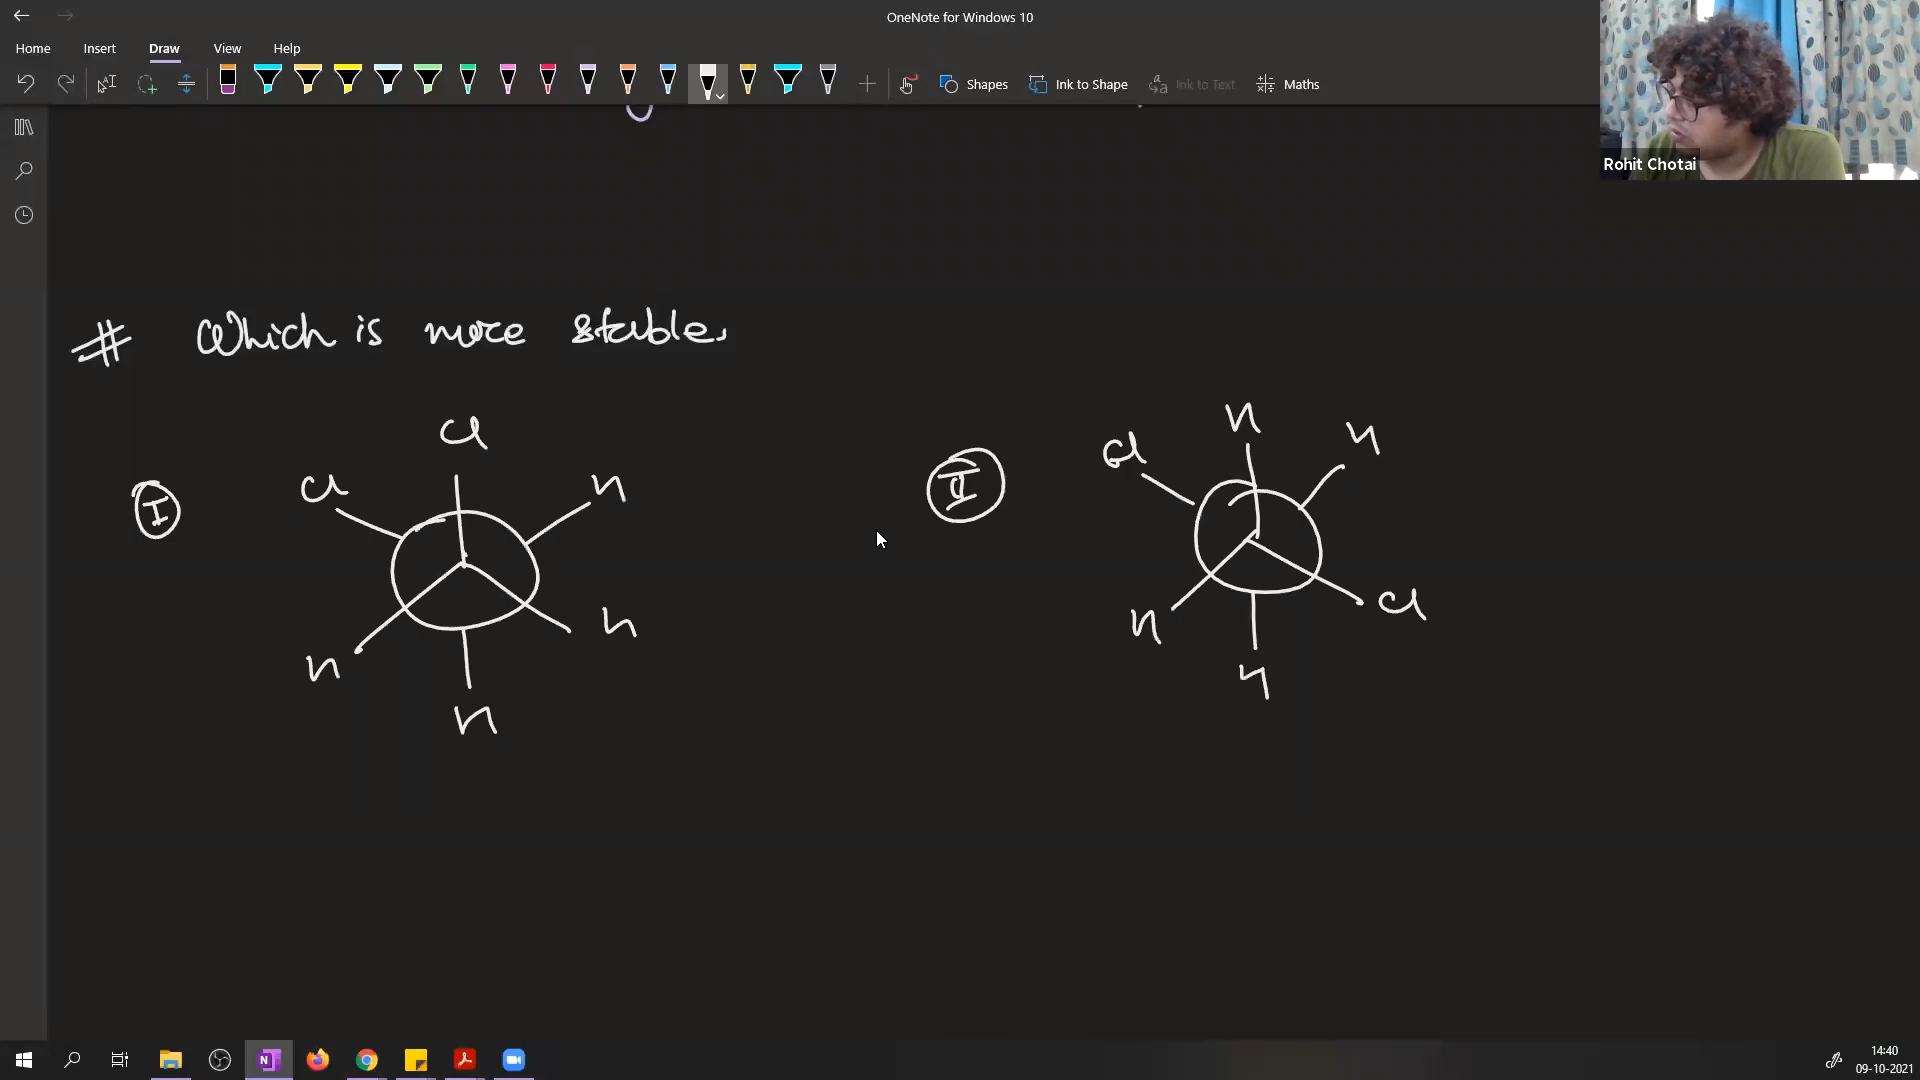 OneNote for Windows 10
Home Insert Draw View Help
Shapes Ink to Shape Ink to Text Maths
Rohit Chotai
# Which is more stable.
Cl
Cl H
I
H
H
H
H
Cl H
II
H Cl
H
14:40
09-10-2021